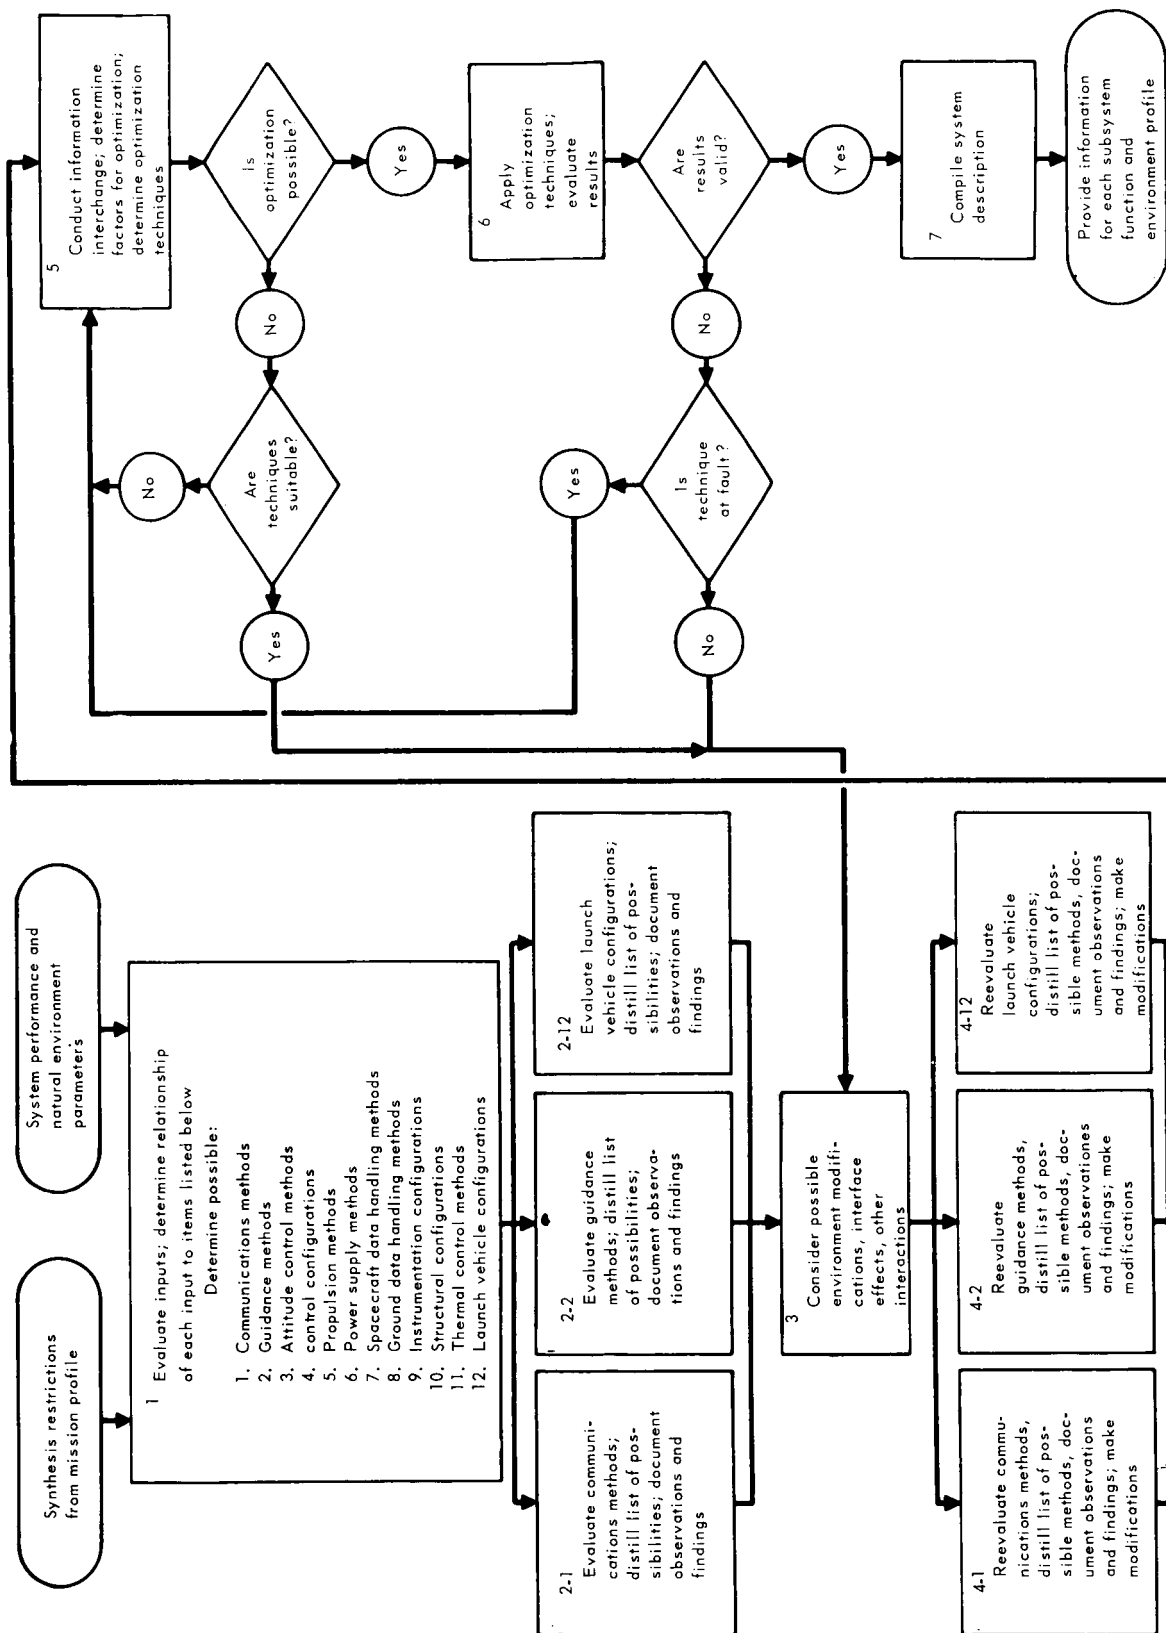 Synthesis restrictions
from mission profile
System performance and
natural environment
parameters
1
Evaluate inputs; determine relationship
of each input to items listed below
Determine possible:
1. Communications methods
2. Guidance methods
3. Attitude control methods
4. control configurations
5. Propulsion methods
6. Power supply methods
7. Spacecraft data handling methods
8. Ground data handling methods
9. Instrumentation configurations
10. Structural configurations
11. Thermal control methods
12. Launch vehicle configurations
2-1
Evaluate communi-
cations methods;
distill list of pos-
sibilities; document
observations and
findings
2-2
Evaluate guidance
methods; distill list
of possibilities;
document observa-
tions and findings
2-12
Evaluate launch
vehicle configurations;
distill list of pos-
sibilities; document
observations and
findings
3
Consider possible
environment modifi-
cations, interface
effects, other
interactions
4-1
Reevaluate commu-
nication methods,
distill list of pos-
sible methods, doc-
ument observations
and findings; make
modifications
4-2
Reevaluate
guidance methods,
distill list of pos-
sible methods, doc-
ument observationes
and findings; make
modifications
4-12
Reevaluate
launch vehicle
configurations;
distill list of pos-
sible methods, doc-
ument observations
and findings; make
modifications
5
Conduct information
interchange; determine
factors for optimization;
determine optimization
techniques
Is
optimization
possible?
No
Are
techniques
suitable?
No
Yes
Yes
6
Apply
optimization
techniques;
evaluate
results
Are
results
valid?
No
Is
technique
at fault?
Yes
No
Yes
7
Compile system
description
Provide information
for each subsystem
function and
environment profile